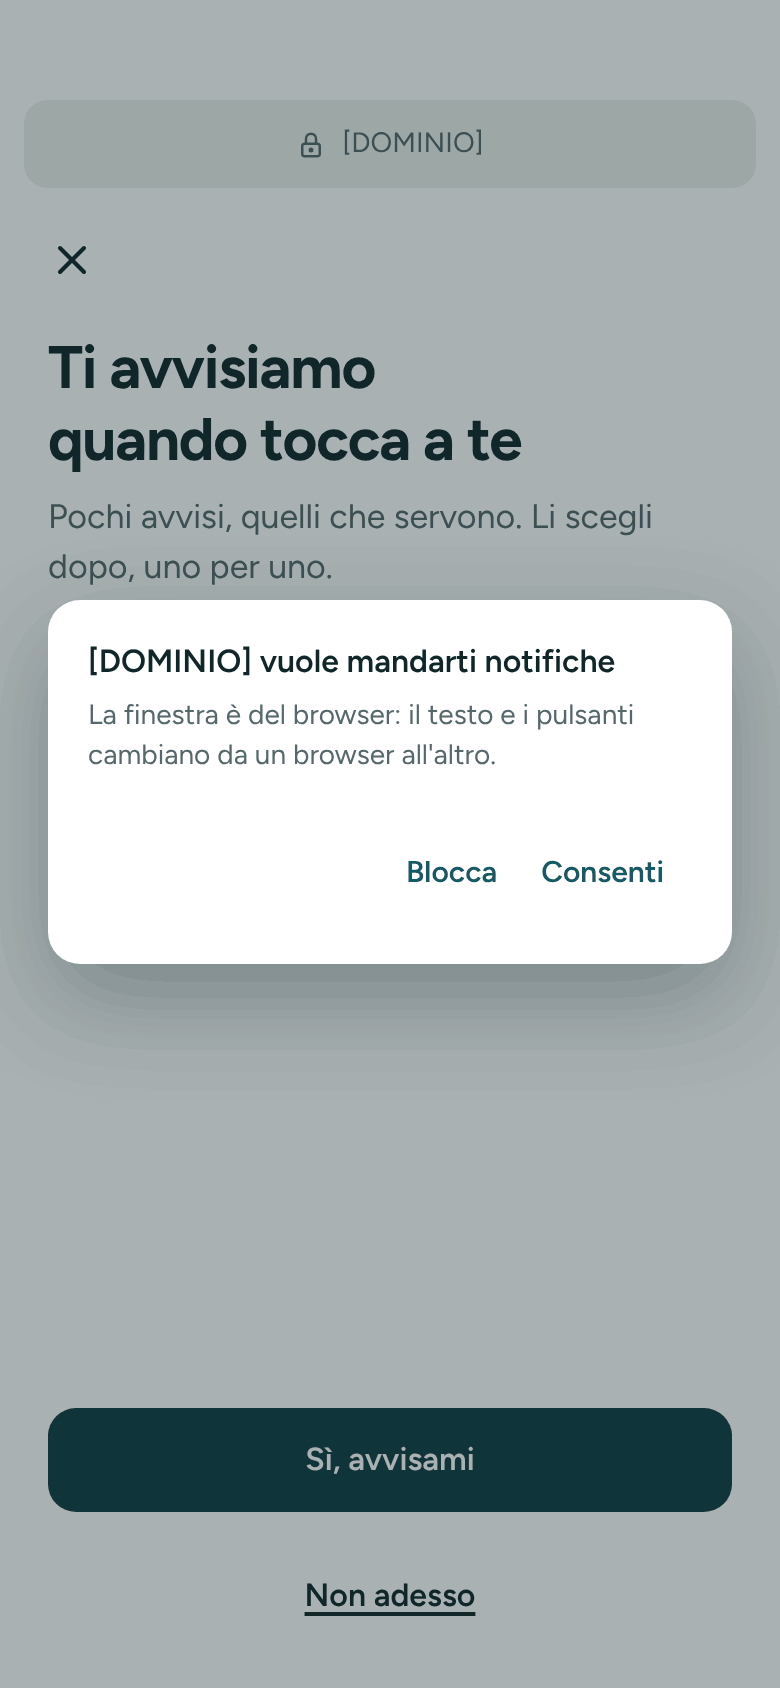 [DOMINIO]
Ti avvisiamo
quando tocca a te
Pochi avvisi, quelli che servono. Li scegli
dopo, uno per uno.
[DOMINIO] vuole mandarti notifiche
La finestra è del browser: il testo e i pulsanti
cambiano da un browser all'altro.
Blocca Consenti
Sì, avvisami
Non adesso